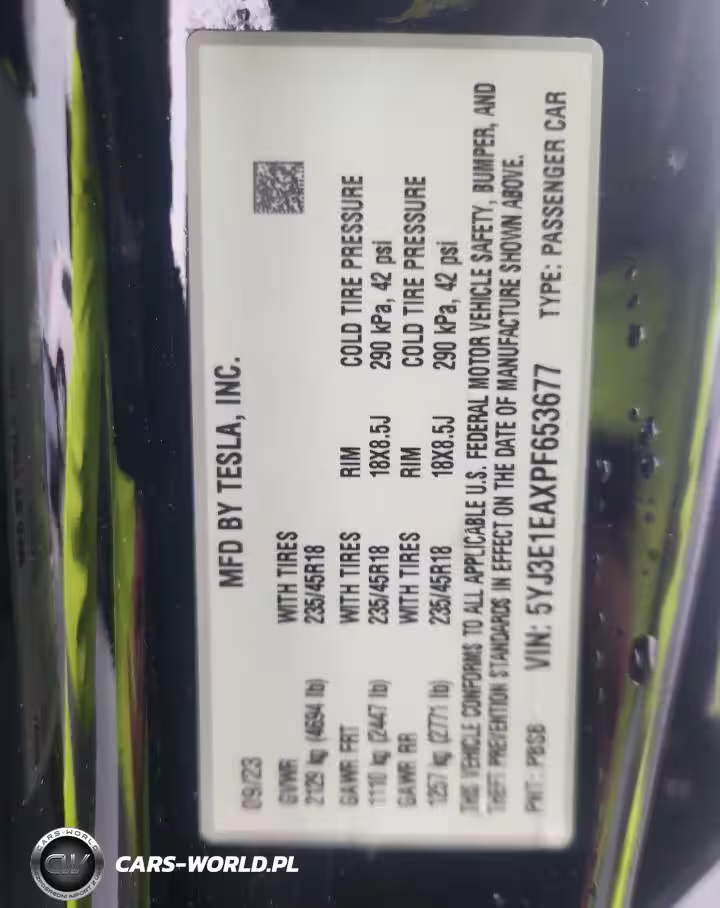 MFD BY TESLA, INC.
09/23
GVWR WITH TIRES
2129 kg (4694 lb) 235/45R18
GAWR FRT WITH TIRES RIM COLD TIRE PRESSURE
1110 kg (2447 lb) 235/45R18 18X8.5J 290 kPa, 42 psi
GAWR RR WITH TIRES RIM COLD TIRE PRESSURE
1257 kg (2771 lb) 235/45R18 18X8.5J 290 kPa, 42 psi
THIS VEHICLE CONFORMS TO ALL APPLICABLE U.S. FEDERAL MOTOR VEHICLE SAFETY, BUMPER, AND
THEFT PREVENTION STANDARDS IN EFFECT ON THE DATE OF MANUFACTURE SHOWN ABOVE.
PNT: PBSB VIN: 5YJ3E1EAXPF653677 TYPE: PASSENGER CAR
CARS-WORLD
CW
CARS-WORLD.PL